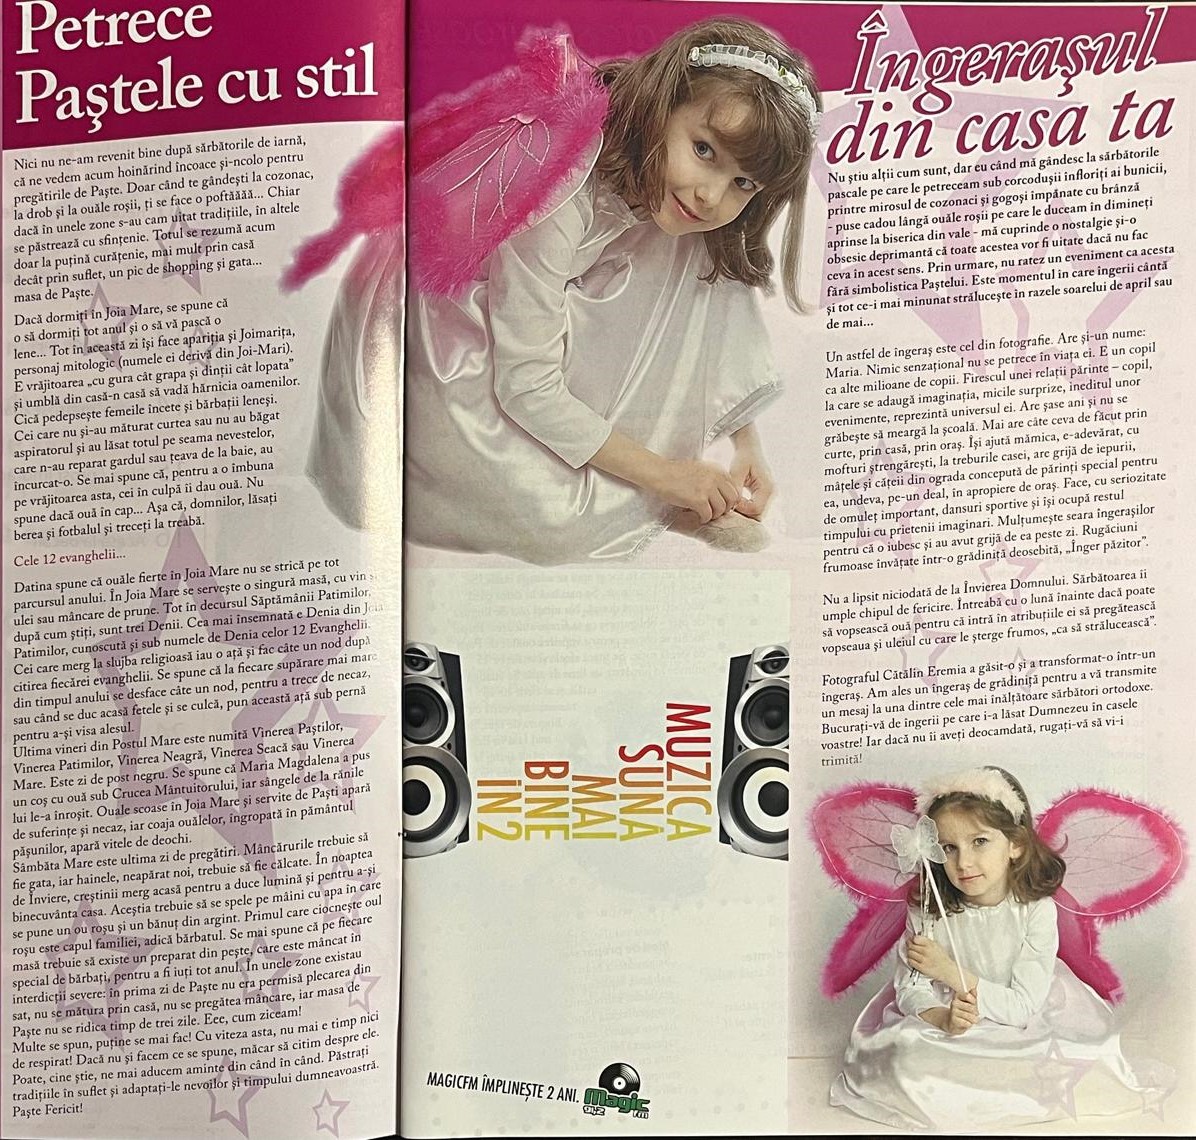 Petrece
Paştele cu stil
Nici nu ne-am revenit bine după sărbătorile de iarnă,
că ne vedem acum hoinărind încoace şi-ncolo pentru
pregătirile de Paşte. Doar când te gândeşti la cozonac,
la drob şi la ouăle roşii, ţi se face o poftăăăă... Chiar
dacă în unele zone s-au cam uitat tradiţiile, în altele
se păstrează cu sfinţenie. Totul se rezumă acum
doar la puţină curăţenie, mai mult prin casă
decât prin suflet, un pic de shopping şi gata...
masa de Paşte.
Dacă dormiţi în Joia Mare, se spune că
o să dormiţi tot anul şi o să vă pască o
lene... Tot în această zi îşi face apariţia şi Joimariţa,
personaj mitologic (numele ei derivă din Joi-Mari).
E vrăjitoarea „cu gura cât grapa şi dinţii cât lopata”
şi umblă din casă-n casă să vadă hărnicia oamenilor.
Cică pedepseşte femeile încete şi bărbaţii leneşi.
Cei care nu şi-au măturat curtea sau nu au băgat
aspiratorul şi au lăsat totul pe seama nevestelor,
care n-au reparat gardul sau ţeava de la baie, au
încurcat-o. Se mai spune că, pentru a o îmbuna
pe vrăjitoarea asta, cei în culpă îi dau ouă. Nu
spune dacă ouă în cap... Aşa că, domnilor, lăsaţi
berea şi fotbalul şi treceţi la treabă.
Cele 12 evanghelii...
Datina spune că ouăle fierte în Joia Mare nu se strică pe tot
parcursul anului. În Joia Mare se serveşte o singură masă, cu vin şi
ulei sau mâncare de prune. Tot în decursul Săptămânii Patimilor,
după cum ştiţi, sunt trei Denii. Cea mai însemnată e Denia din Joia
Patimilor, cunoscută şi sub numele de Denia celor 12 Evanghelii.
Cei care merg la slujba religioasă iau o aţă şi fac câte un nod după
citirea fiecărei evanghelii. Se spune că la fiecare supărare mai mare
din timpul anului se desface câte un nod, pentru a trece de necaz,
sau când se duc acasă fetele şi se culcă, pun această aţă sub pernă
pentru a-şi visa alesul.
Ultima vineri din Postul Mare este numită Vinerea Paştilor,
Vinerea Patimilor, Vinerea Neagră, Vinerea Seacă sau Vinerea
Mare. Este zi de post negru. Se spune că Maria Magdalena a pus
un coş cu ouă sub Crucea Mântuitorului, iar sângele de la rănile
lui le-a înroşit. Ouale scoase în Joia Mare şi servite de Paşti apară
de suferinţe şi necaz, iar coaja ouălelor, îngropată în pământul
păşunilor, apară vitele de deochi.
Sâmbăta Mare este ultima zi de pregătiri. Mâncărurile trebuie să
fie gata, iar hainele, neapărat noi, trebuie să fie călcate. În noaptea
de Înviere, creştinii merg acasă pentru a duce lumină şi pentru a-şi
binecuvânta casa. Aceştia trebuie să se spele pe mâini cu apa în care
se pune un ou roşu şi un bănuţ din argint. Primul care ciocneşte oul
roşu este capul familiei, adică bărbatul. Se mai spune că pe fiecare
masă trebuie să existe un preparat din peşte, care este mâncat în
special de bărbaţi, pentru a fi iuţi tot anul. În unele zone existau
interdicţii severe: în prima zi de Paşte nu era permisă plecarea din
sat, nu se mătura prin casă, nu se pregătea mâncare, iar masa de
Paşte nu se ridica timp de trei zile. Eee, cum ziceam!
Multe se spun, puţine se mai fac! Cu viteza asta, nu mai e timp nici
de respirat! Dacă nu şi facem ce se spune, măcar să citim despre ele.
Poate, cine ştie, ne mai aducem aminte din când în când. Păstraţi
tradiţiile în suflet şi adaptaţi-le nevoilor şi timpului dumneavoastră.
Paşte Fericit!
MUZICA
SUNĂ
MAI
BINE
ÎN 2
MAGICFM ÎMPLINEŞTE 2 ANI.
Magic
fm
Îngeraşul
din casa ta
Nu ştiu alţii cum sunt, dar eu când mă gândesc la sărbătorile
pascale pe care le petreceam sub corcoduşii înfloriţi ai bunicii,
printre mirosul de cozonaci şi gogoşi împănate cu brânză
- puse cadou lângă ouăle roşii pe care le duceam în dimineţi
aprinse la biserica din vale - mă cuprinde o nostalgie şi-o
obsesie deprimantă că toate acestea vor fi uitate dacă nu fac
ceva în acest sens. Prin urmare, nu ratez un eveniment ca acesta
fără simbolistica Paştelui. Este momentul în care îngerii cântă
şi tot ce-i mai minunat străluceşte în razele soarelui de april sau
de mai...
Un astfel de îngeraş este cel din fotografie. Are şi-un nume:
Maria. Nimic senzaţional nu se petrece în viaţa ei. E un copil
ca alte milioane de copii. Firescul unei relaţii părinte – copil,
la care se adaugă imaginaţia, micile surprize, ineditul unor
evenimente, reprezintă universul ei. Are şase ani şi nu se
grăbeşte să meargă la şcoală. Mai are câte ceva de făcut prin
curte, prin casă, prin oraş. Îşi ajută mămica, e-adevărat, cu
mofturi ştrengăreşti, la treburile casei, are grijă de iepurii,
mâţele şi căţeii din ograda concepută de părinţi special pentru
ea, undeva, pe-un deal, în apropiere de oraş. Face, cu seriozitate
de omuleţ important, dansuri sportive şi îşi ocupă restul
timpului cu prietenii imaginari. Mulţumeşte seara îngeraşilor
pentru că o iubesc şi au avut grijă de ea peste zi. Rugăciuni
frumoase învăţate într-o grădiniţă deosebită, „Înger păzitor”.
Nu a lipsit niciodată de la Învierea Domnului. Sărbătoarea îi
umple chipul de fericire. Întreabă cu o lună înainte dacă poate
să vopsească ouă pentru că intră în atribuţiile ei să pregătească
vopseaua şi uleiul cu care le şterge frumos, „ca să strălucească”.
Fotograful Cătălin Eremia a găsit-o şi a transformat-o într-un
îngeraş. Am ales un îngeraş de grădiniţă pentru a vă transmite
un mesaj la una dintre cele mai înălţătoare sărbători ortodoxe.
Bucuraţi-vă de îngerii pe care i-a lăsat Dumnezeu în casele
voastre! Iar dacă nu îi aveţi deocamdată, rugaţi-vă să vi-i
trimită!